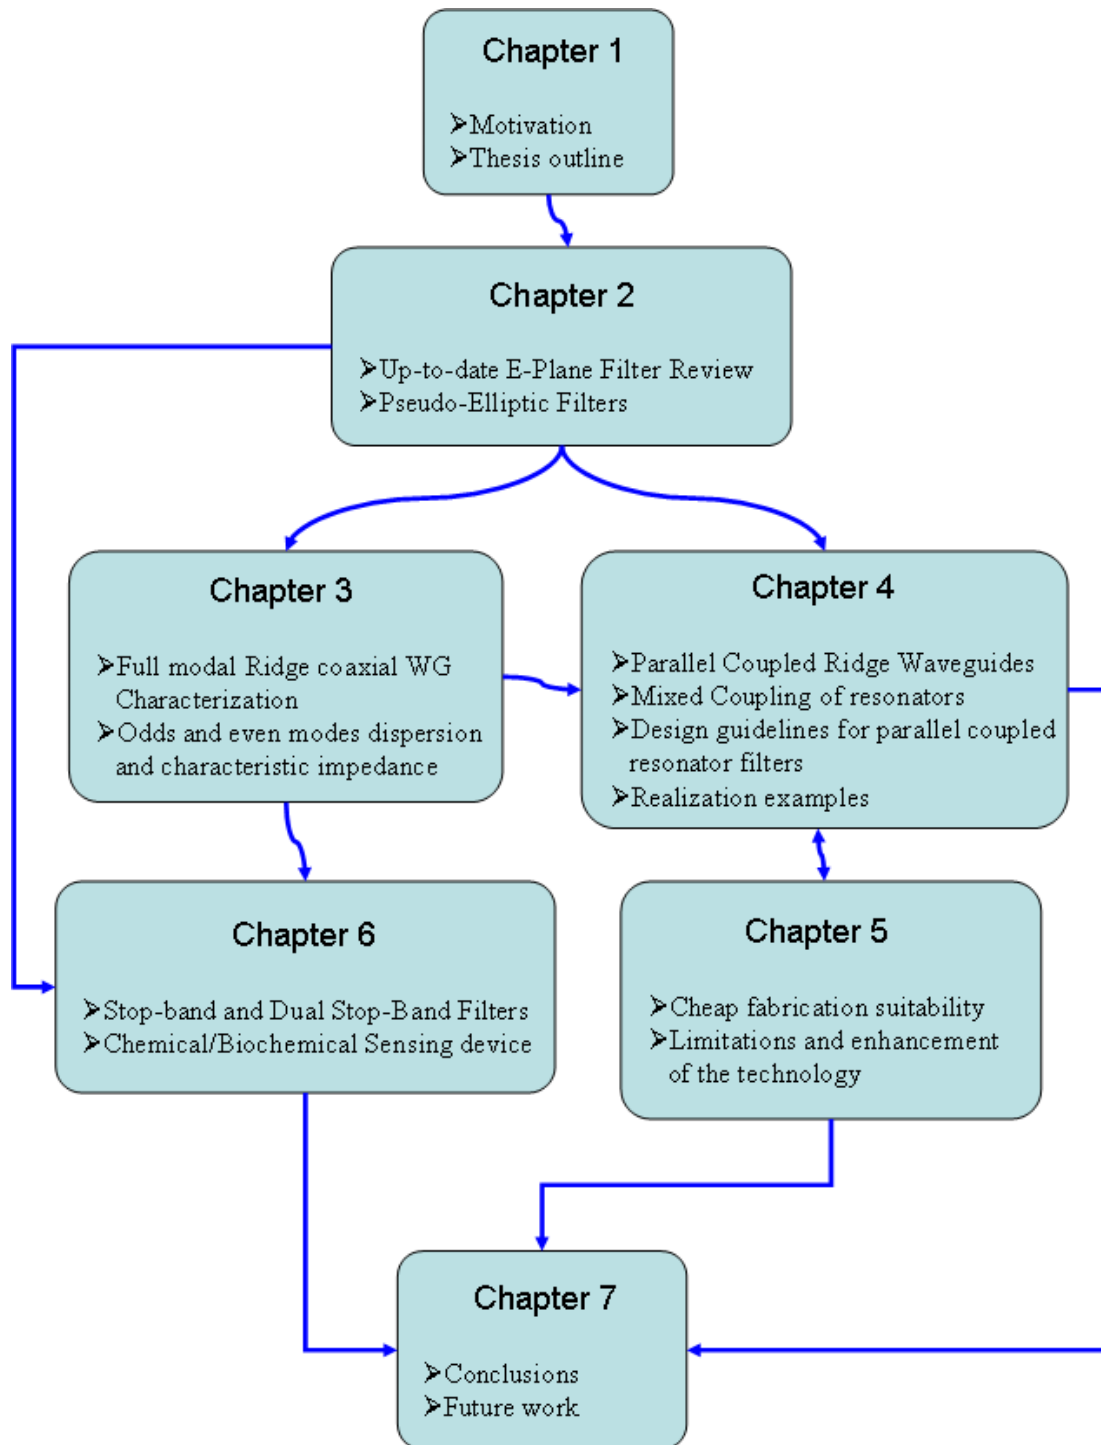 Chapter 1
➤Motivation
➤Thesis outline
Chapter 2
➤Up-to-date E-Plane Filter Review
➤Pseudo-Elliptic Filters
Chapter 3
➤Full modal Ridge coaxial WG
Characterization
➤Odds and even modes dispersion
and characteristic impedance
Chapter 4
➤Parallel Coupled Ridge Waveguides
➤Mixed Coupling of resonators
➤Design guidelines for parallel coupled
resonator filters
➤Realization examples
Chapter 6
➤Stop-band and Dual Stop-Band Filters
➤Chemical/Biochemical Sensing device
Chapter 5
➤Cheap fabrication suitability
➤Limitations and enhancement
of the technology
Chapter 7
➤Conclusions
➤Future work